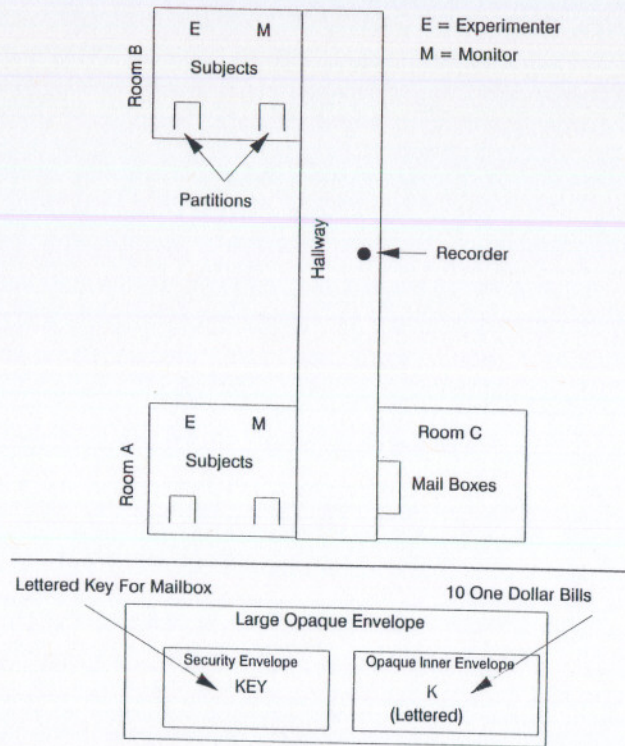 E M
Subjects
Room B
Partitions
E = Experimenter
M = Monitor
Hallway
Recorder
E M
Subjects
Room A
Room C
Mail Boxes
Lettered Key For Mailbox
10 One Dollar Bills
Large Opaque Envelope
Security Envelope
KEY
Opaque Inner Envelope
K
(Lettered)